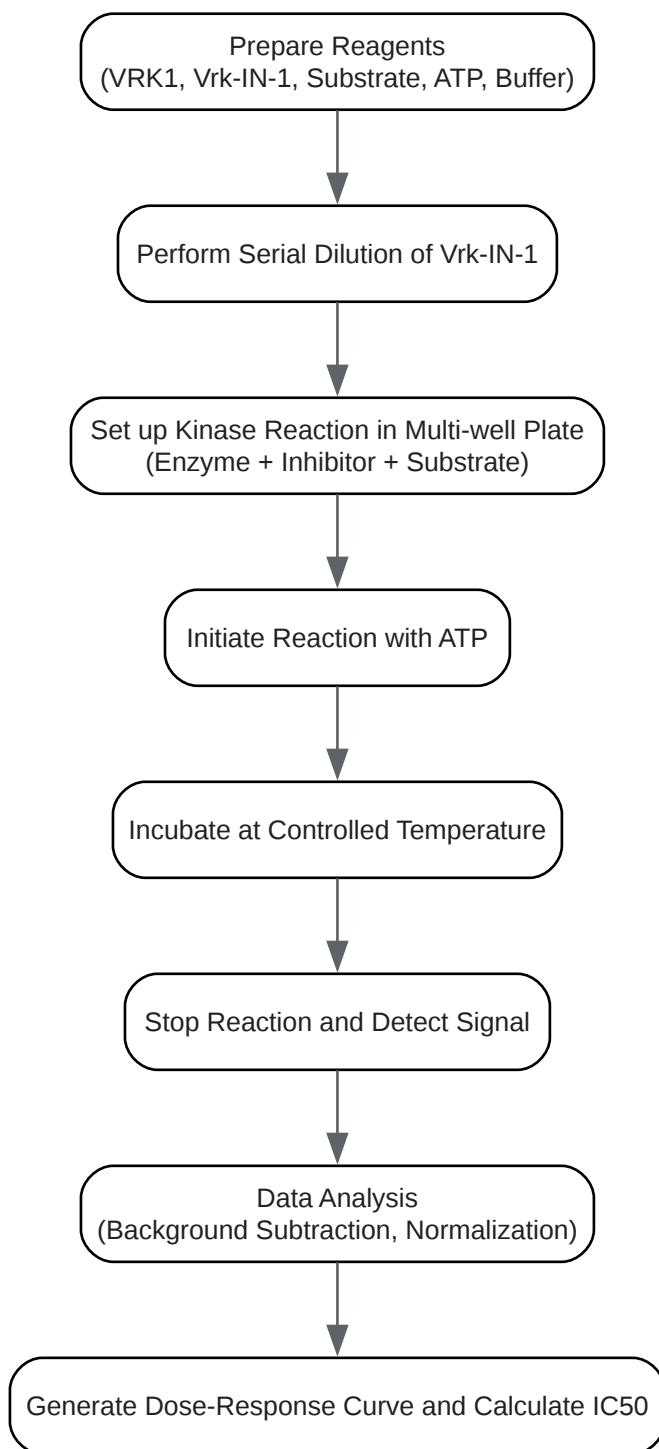 Prepare Reagents
(VRK1, Vrk-IN-1, Substrate, ATP, Buffer)
Perform Serial Dilution of Vrk-IN-1
Set up Kinase Reaction in Multi-well Plate
(Enzyme + Inhibitor + Substrate)
Initiate Reaction with ATP
Incubate at Controlled Temperature
Stop Reaction and Detect Signal
Data Analysis
(Background Subtraction, Normalization)
Generate Dose-Response Curve and Calculate IC50